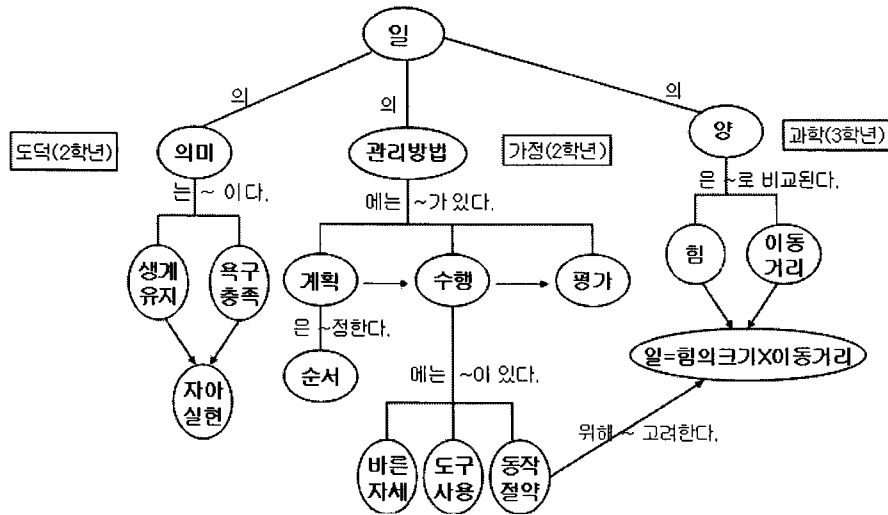 일
의
의
의
도덕(2학년)
의미
관리방법
가정(2학년)
양
과학(3학년)
는 ~ 이다.
에는 ~가 있다.
은 ~로 비교된다.
생계
유지
욕구
충족
계획
수행
평가
힘
이동
거리
은 ~정한다.
순서
에는 ~이 있다.
일=힘의크기X이동거리
자아
실현
위해 ~ 고려한다.
바른
자세
도구
사용
동작
절약